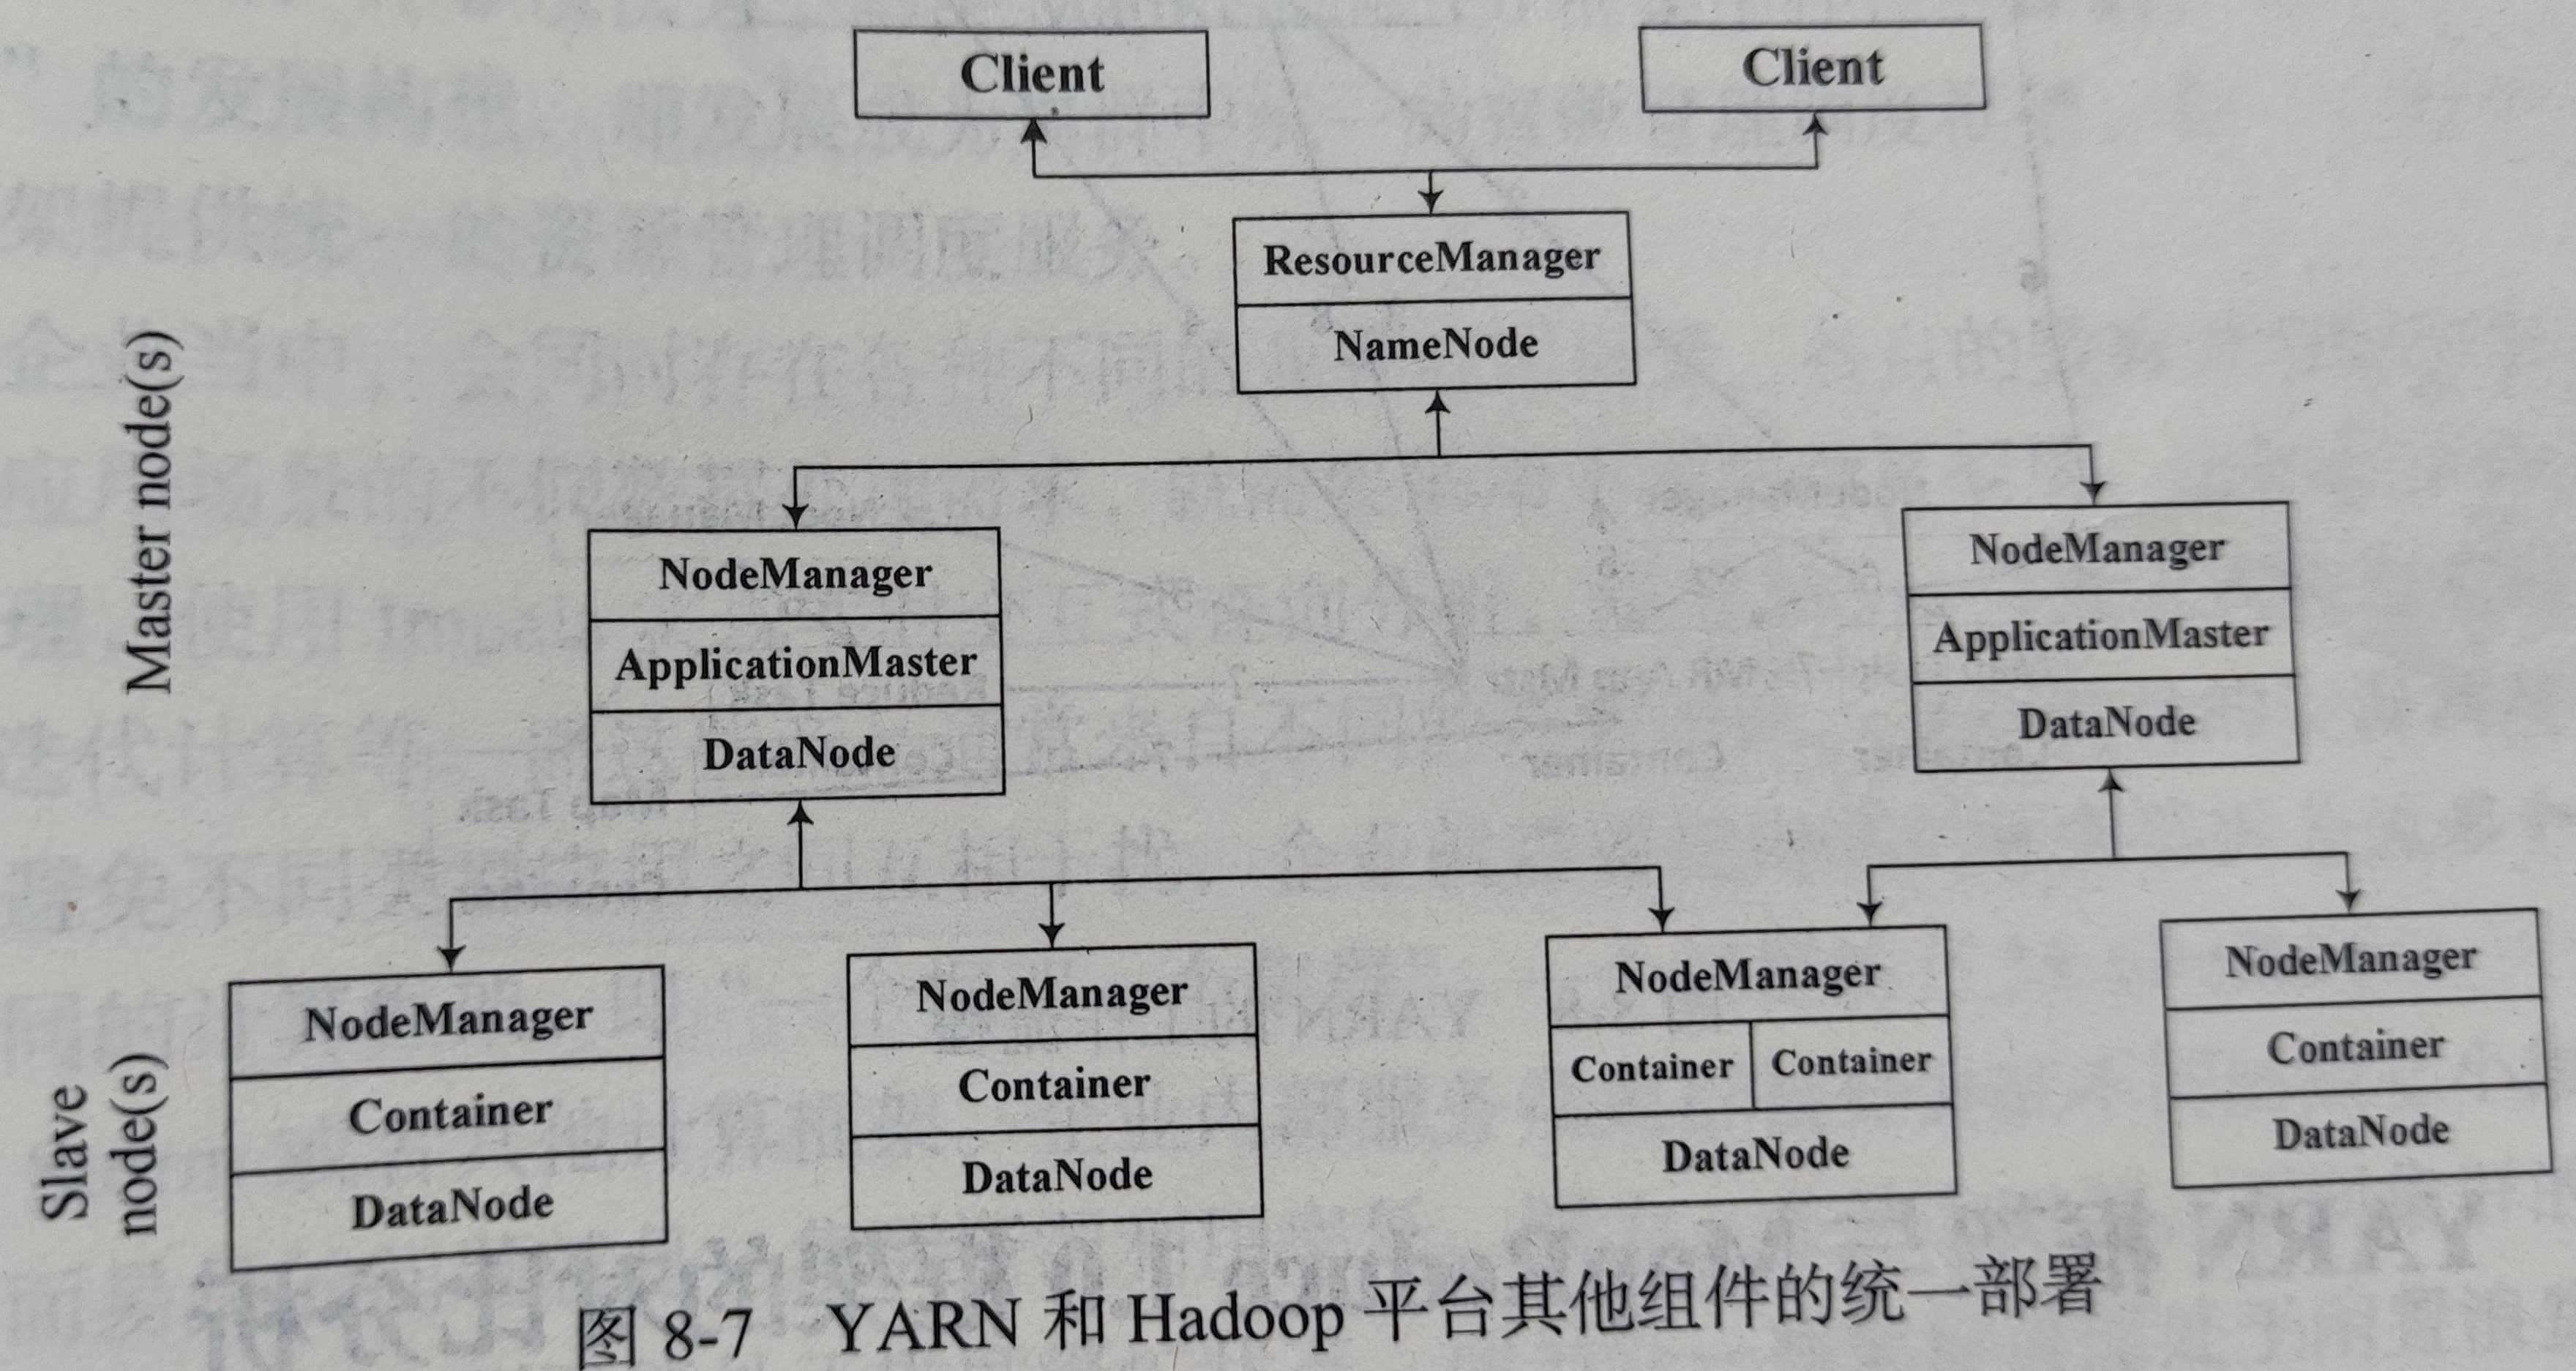 Client
Client
ResourceManager
NameNode
Master node(s)
NodeManager
ApplicationMaster
DataNode
NodeManager
ApplicationMaster
DataNode
Slave
node(s)
NodeManager
Container
DataNode
NodeManager
Container
DataNode
NodeManager
Container
Container
DataNode
NodeManager
Container
DataNode
图 8-7 YARN 和 Hadoop 平台其他组件的统一部署